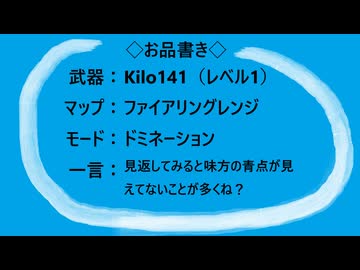 ◇お品書き◇
武器：Kilo141（レベル1）
マップ：ファイアリングレンジ
モード：ドミネーション
一言：見返してみると味方の青点が見
えてないことが多くね？